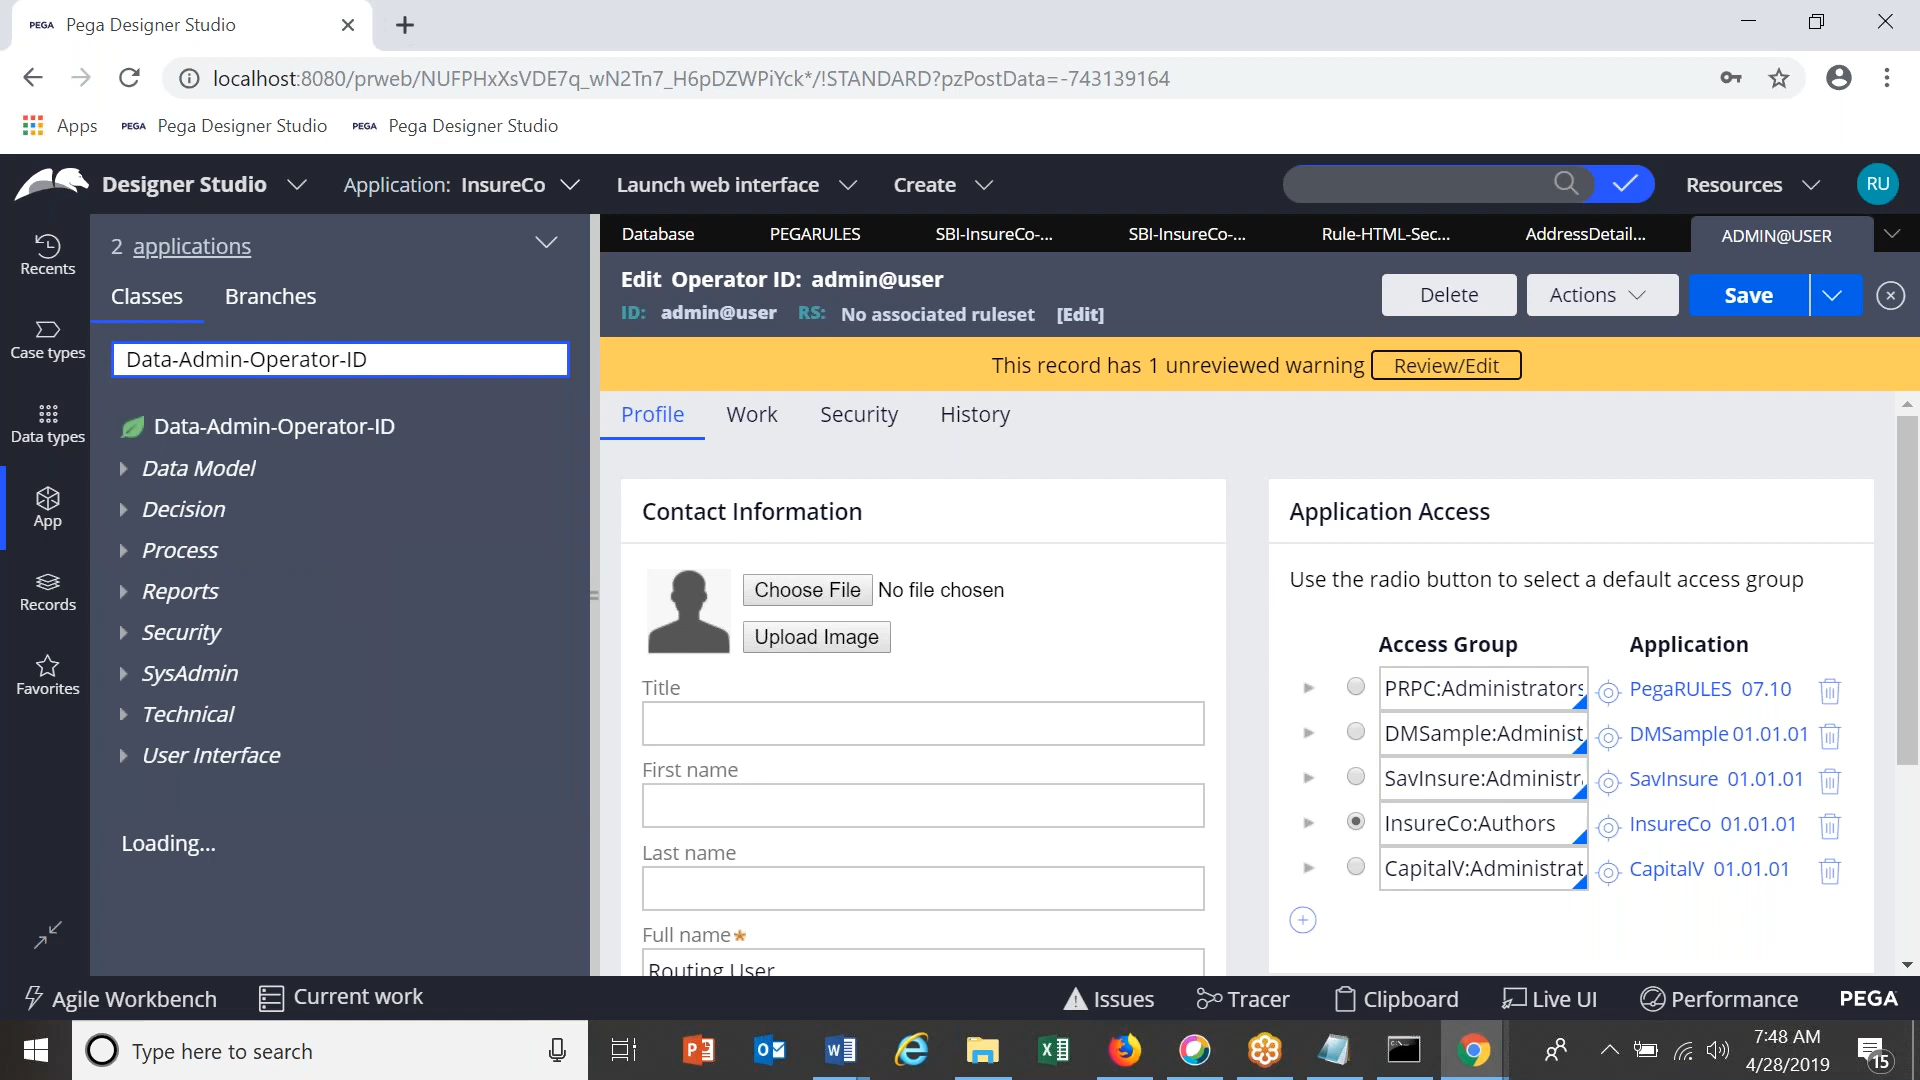 PEGA Pega Designer Studio
localhost:8080/prweb/NUFPHxXsVDE7q_wN2Tn7_H6pDZWPiYck*/!STANDARD?pzPostData=-743139164
Apps PEGA Pega Designer Studio PEGA Pega Designer Studio
Designer Studio Application: InsureCo Launch web interface Create Resources RU
Recents
Case types
Data types
App
Records
Favorites
2 applications
Classes Branches
Data-Admin-Operator-ID
Data-Admin-Operator-ID
Data Model
Decision
Process
Reports
Security
SysAdmin
Technical
User Interface
Loading...
Database PEGARULES SBI-InsureCo-... SBI-InsureCo-... Rule-HTML-Sec... AddressDetail... ADMIN@USER
Edit Operator ID: admin@user
ID: admin@user RS: No associated ruleset [Edit]
Delete Actions Save
This record has 1 unreviewed warning Review/Edit
Profile Work Security History
Contact Information
Choose File No file chosen
Upload Image
Title
First name
Last name
Full name*
Routing User
Application Access
Use the radio button to select a default access group
Access Group Application
PRPC:Administrators PegaRULES 07.10
DMSample:Administ DMSample 01.01.01
SavInsure:Administr SavInsure 01.01.01
InsureCo:Authors InsureCo 01.01.01
CapitalV:Administrat CapitalV 01.01.01
Agile Workbench Current work Issues Tracer Clipboard Live UI Performance PEGA
Type here to search
7:48 AM
4/28/2019
15